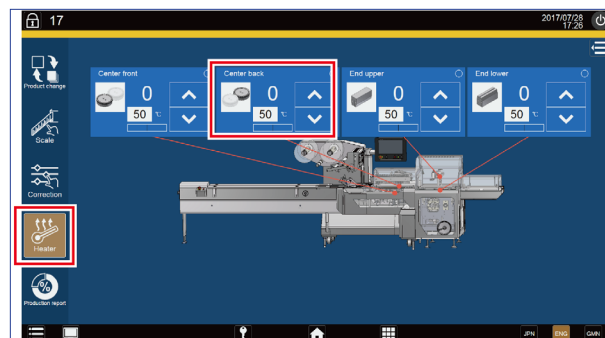 17
2017/07/28
17:26
Product change
Scale
Correction
Heater
Production report
Center front
0
50 ℃
Center back
0
50 ℃
End upper
0
50 ℃
End lower
0
50 ℃
JPN ENG GMN